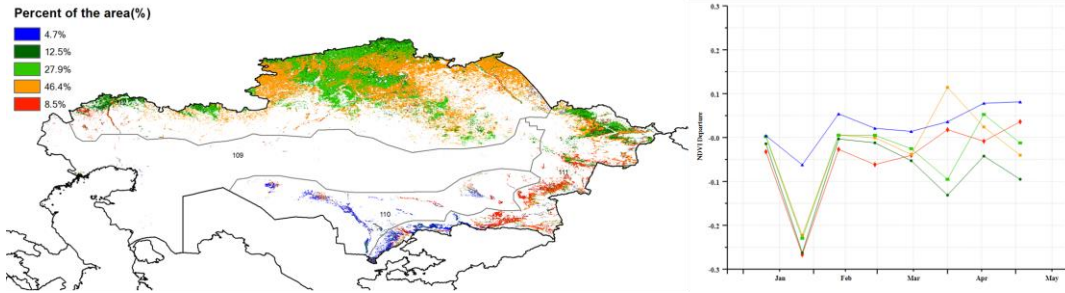 Percent of the area(%)
4.7%
12.5%
27.9%
46.4%
8.5%
109
110
111
NDVI Departure
0.3
0.2
0.1
-0.0
-0.1
-0.1
-0.3
Jan
Feb
Mar
Apr
May